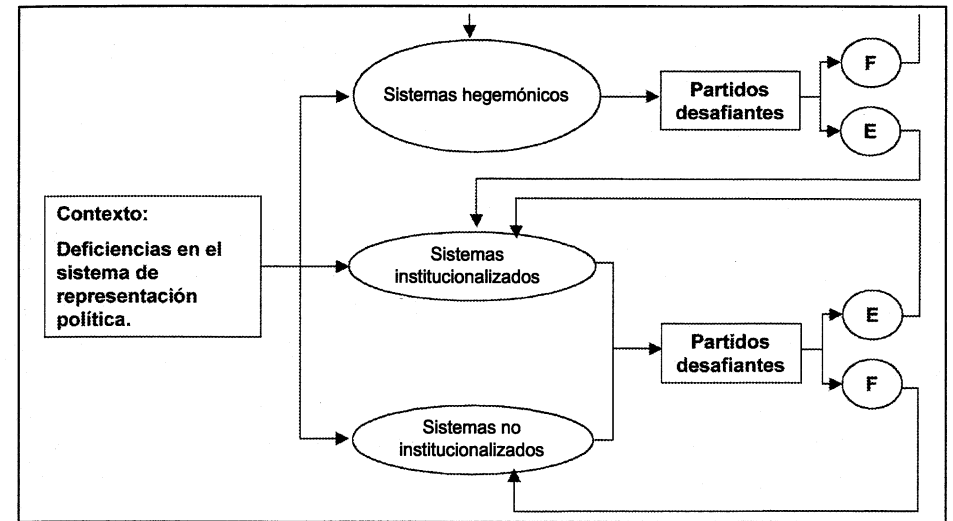 Sistemas hegemónicos
Partidos
desafiantes
F
E
Contexto:
Deficiencias en el
sistema de
representación
política.
Sistemas
institucionalizados
Partidos
desafiantes
E
F
Sistemas no
institucionalizados